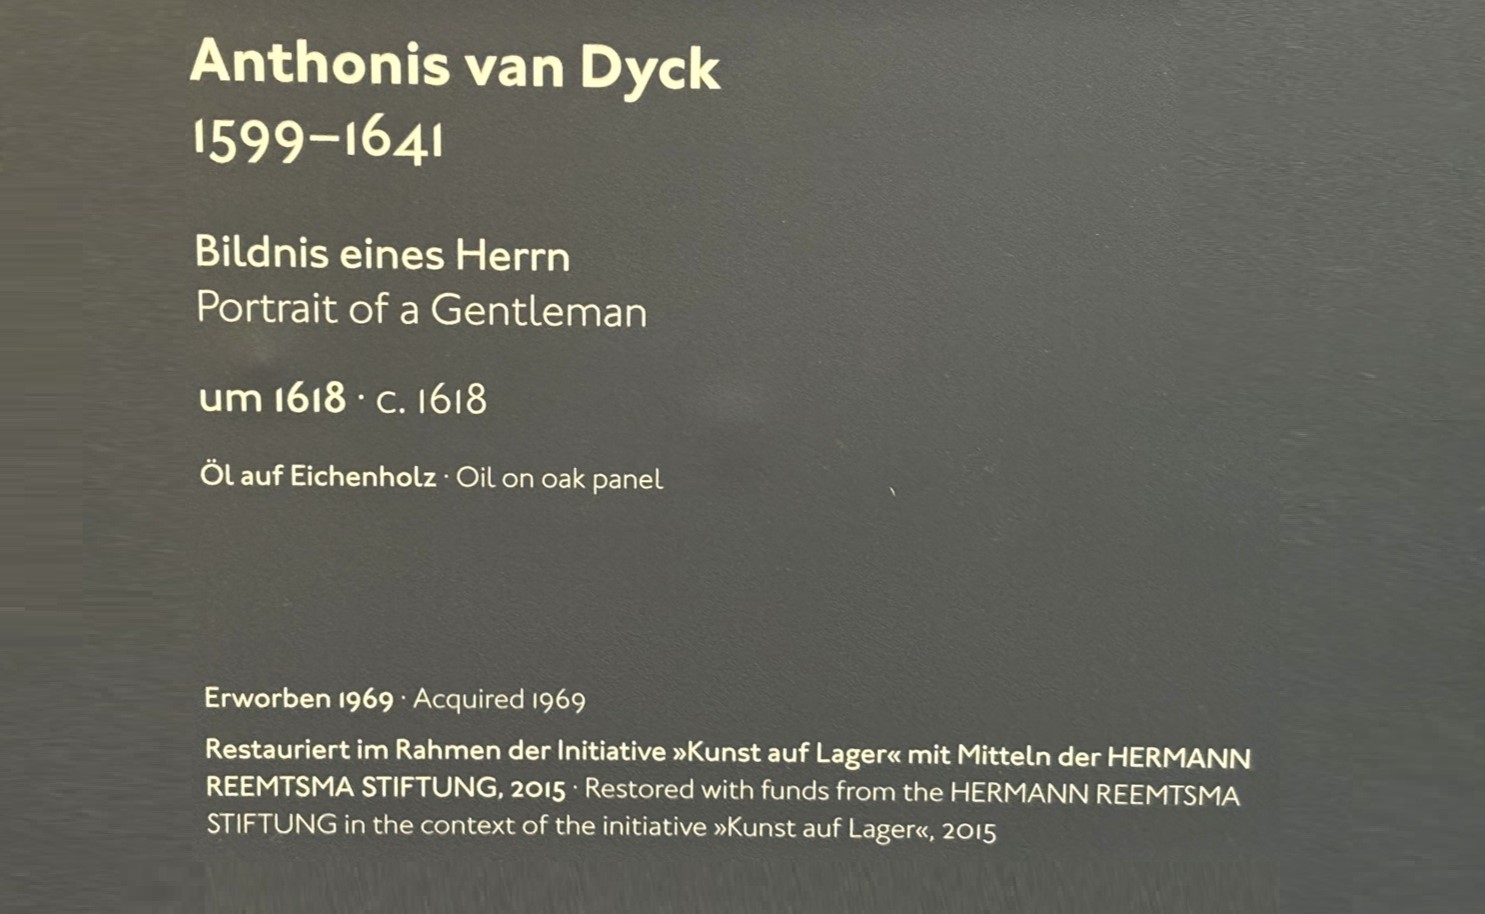 Anthonis van Dyck
1599–1641
Bildnis eines Herrn
Portrait of a Gentleman
um 1618 · c. 1618
Öl auf Eichenholz · Oil on oak panel
Erworben 1969 · Acquired 1969
Restauriert im Rahmen der Initiative »Kunst auf Lager« mit Mitteln der HERMANN
REEMTSMA STIFTUNG, 2015 · Restored with funds from the HERMANN REEMTSMA
STIFTUNG in the context of the initiative »Kunst auf Lager«, 2015